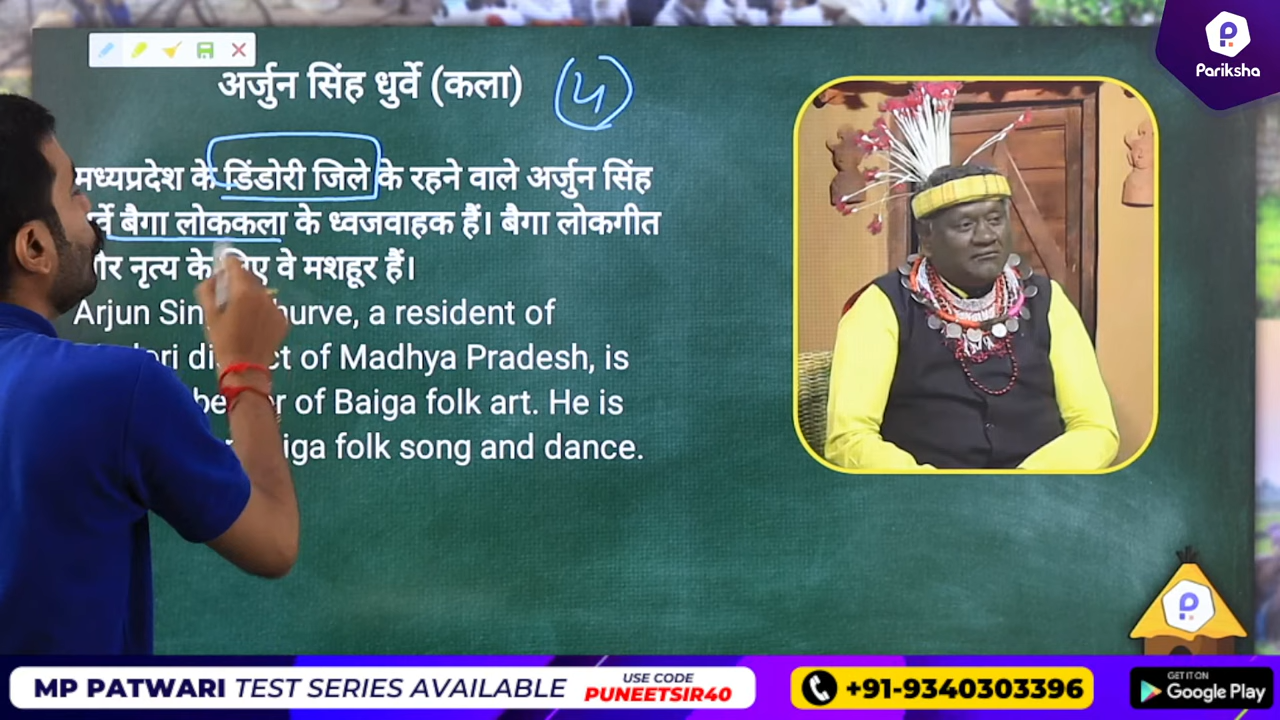 Pariksha
अर्जुन सिंह धुर्वे (कला)
मध्यप्रदेश के डिंडोरी जिले के रहने वाले अर्जुन सिंह
बैगा लोककला के ध्वजवाहक हैं। बैगा लोकगीत
नृत्य के लिए वे मशहूर हैं।
Arjun a resident of
of Madhya Pradesh, is
of Baiga folk art. He is
folk song and dance.
MP PATWARI TEST SERIES AVAILABLE
USE CODE
PUNEETSIR40
+91-9340303396
GET IT ON
Google Play